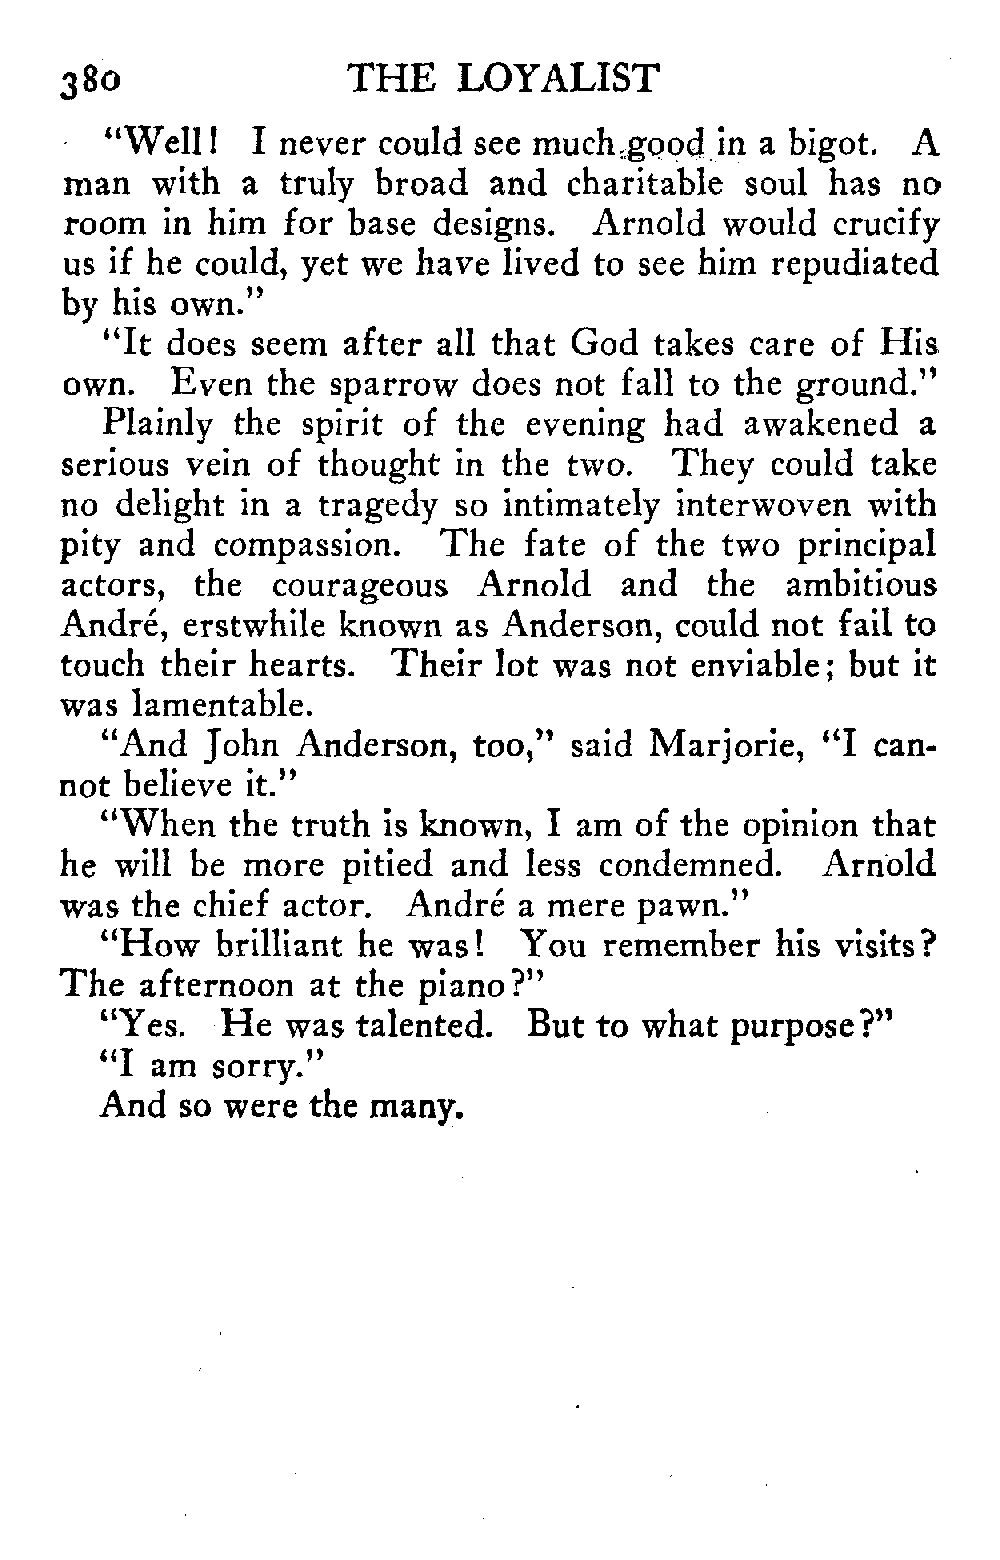 380 THE LOYALIST
"Well! I never could see much good in a bigot. A
man with a truly broad and charitable soul has no
room in him for base designs. Arnold would crucify
us if he could, yet we have lived to see him repudiated
by his own."
"It does seem after all that God takes care of His
own. Even the sparrow does not fall to the ground."
Plainly the spirit of the evening had awakened a
serious vein of thought in the two. They could take
no delight in a tragedy so intimately interwoven with
pity and compassion. The fate of the two principal
actors, the courageous Arnold and the ambitious
André, erstwhile known as Anderson, could not fail to
touch their hearts. Their lot was not enviable; but it
was lamentable.
"And John Anderson, too," said Marjorie, "I can-
not believe it."
"When the truth is known, I am of the opinion that
he will be more pitied and less condemned. Arnold
was the chief actor. André a mere pawn."
"How brilliant he was! You remember his visits?
The afternoon at the piano?"
"Yes. He was talented. But to what purpose?"
"I am sorry."
And so were the many.